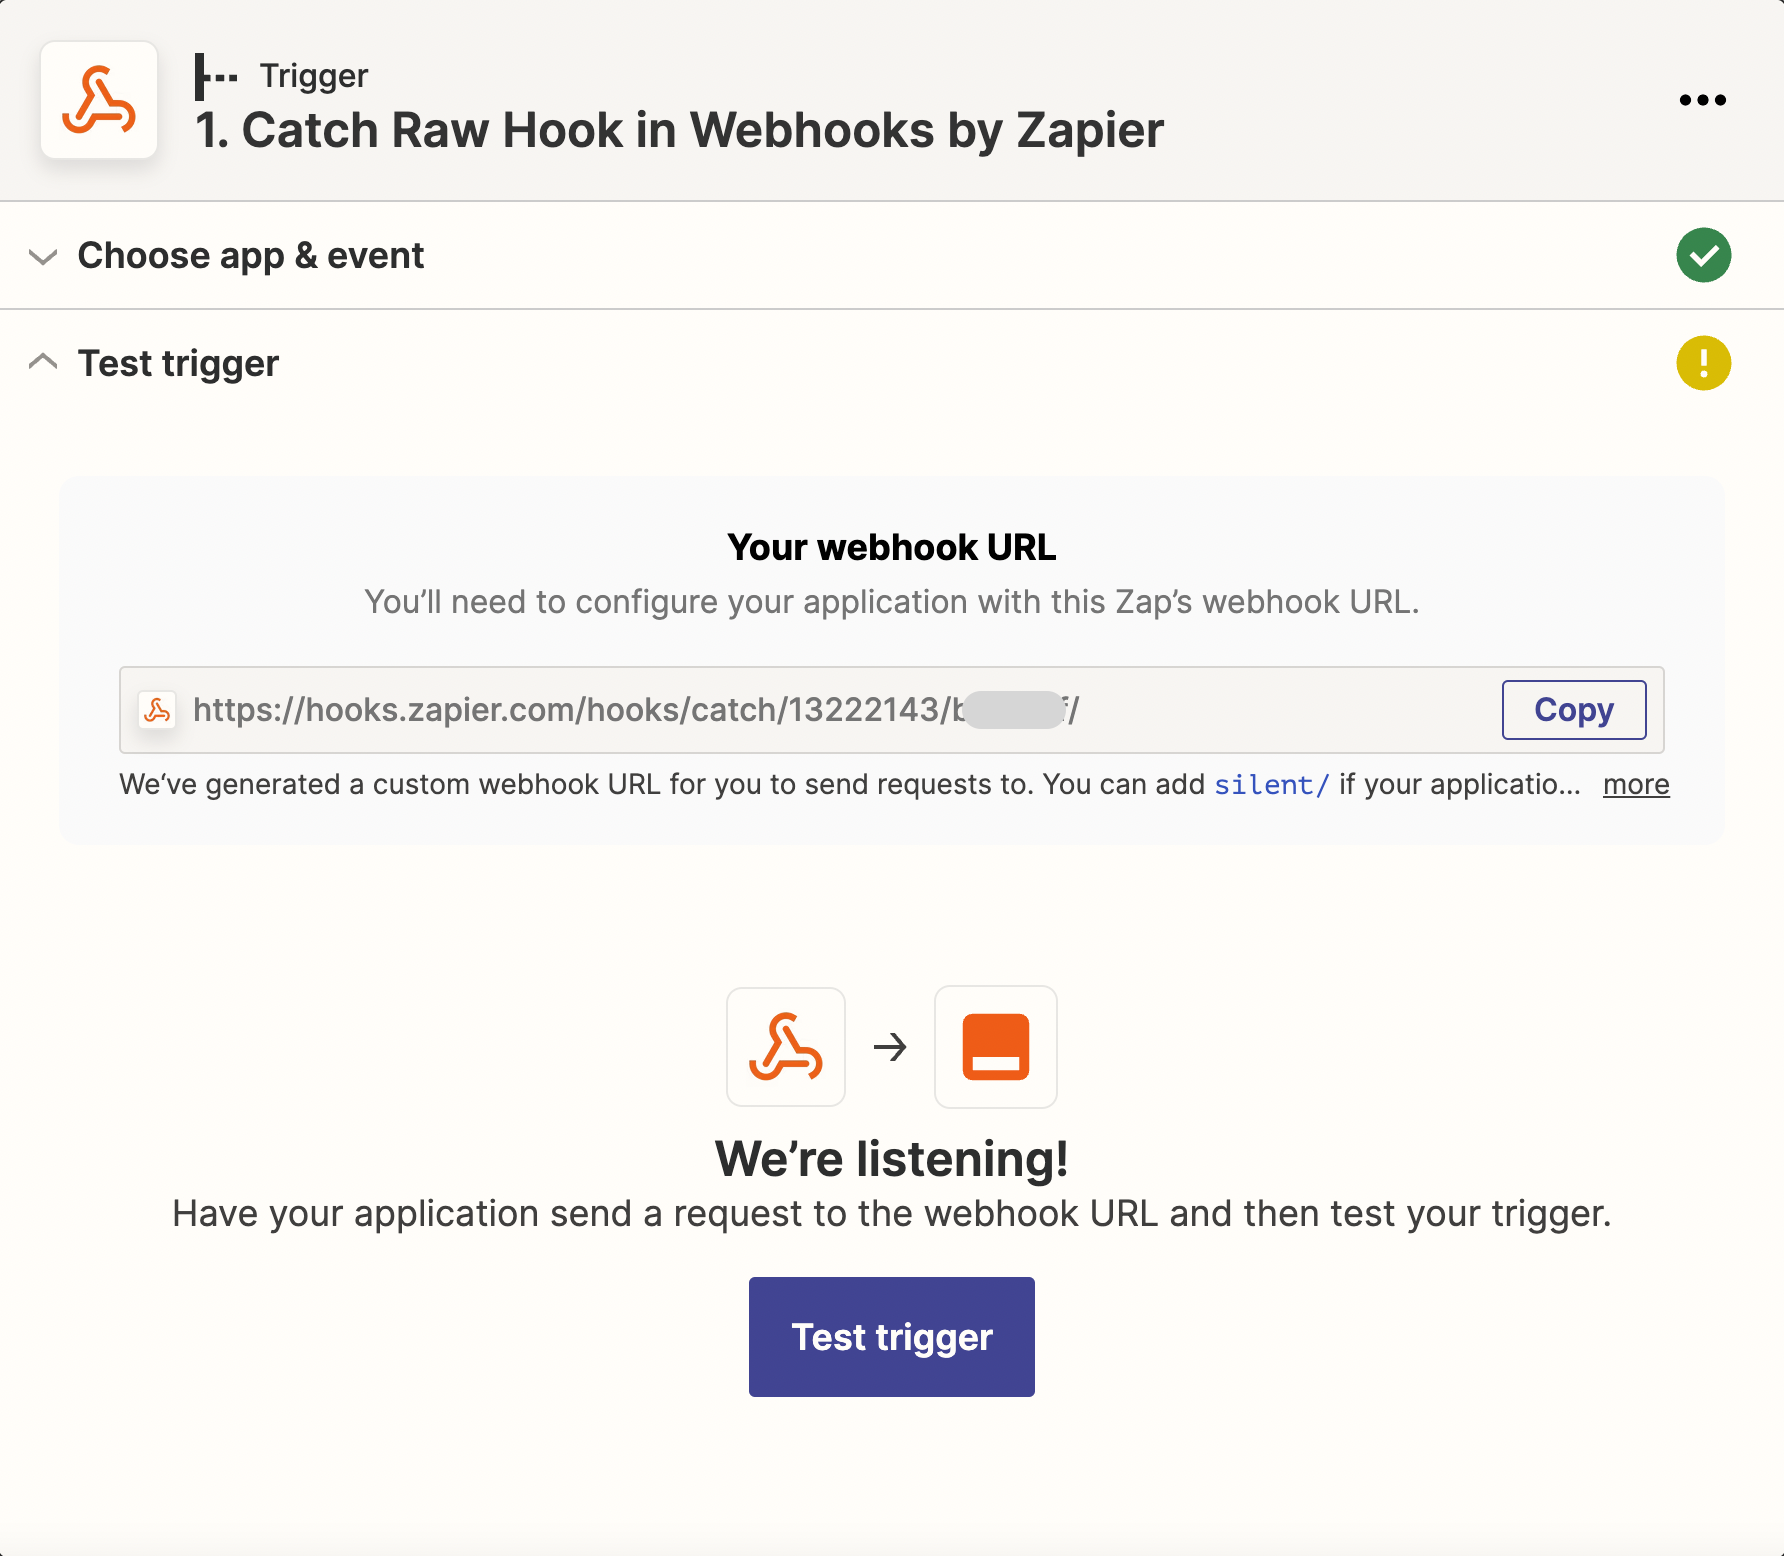 Trigger
1. Catch Raw Hook in Webhooks by Zapier
Choose app & event
Test trigger
Your webhook URL
You’ll need to configure your application with this Zap’s webhook URL.
https://hooks.zapier.com/hooks/catch/13222143/
Copy
We‘ve generated a custom webhook URL for you to send requests to. You can add silent/ if your applicatio... more
We’re listening!
Have your application send a request to the webhook URL and then test your trigger.
Test trigger